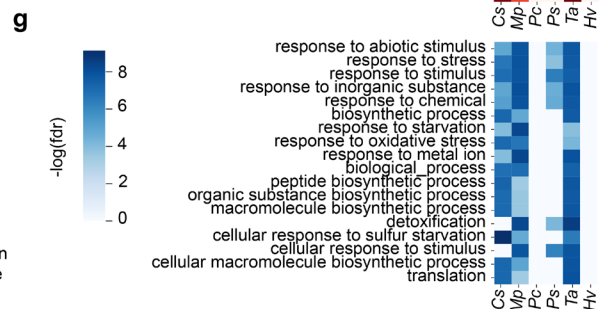 g
Cs Mp Pc Ps Ta Hv
response to abiotic stimulus
response to stress
response to stimulus
response to inorganic substance
response to chemical
biosynthetic process
response to starvation
response to oxidative stress
response to metal ion
biological_process
peptide biosynthetic process
organic substance biosynthetic process
macromolecule biosynthetic process
detoxification
cellular response to sulfur starvation
cellular response to stimulus
cellular macromolecule biosynthetic process
translation
Cs Mp Pc Ps Ta Hv
-log(fdr)
8
6
4
2
0